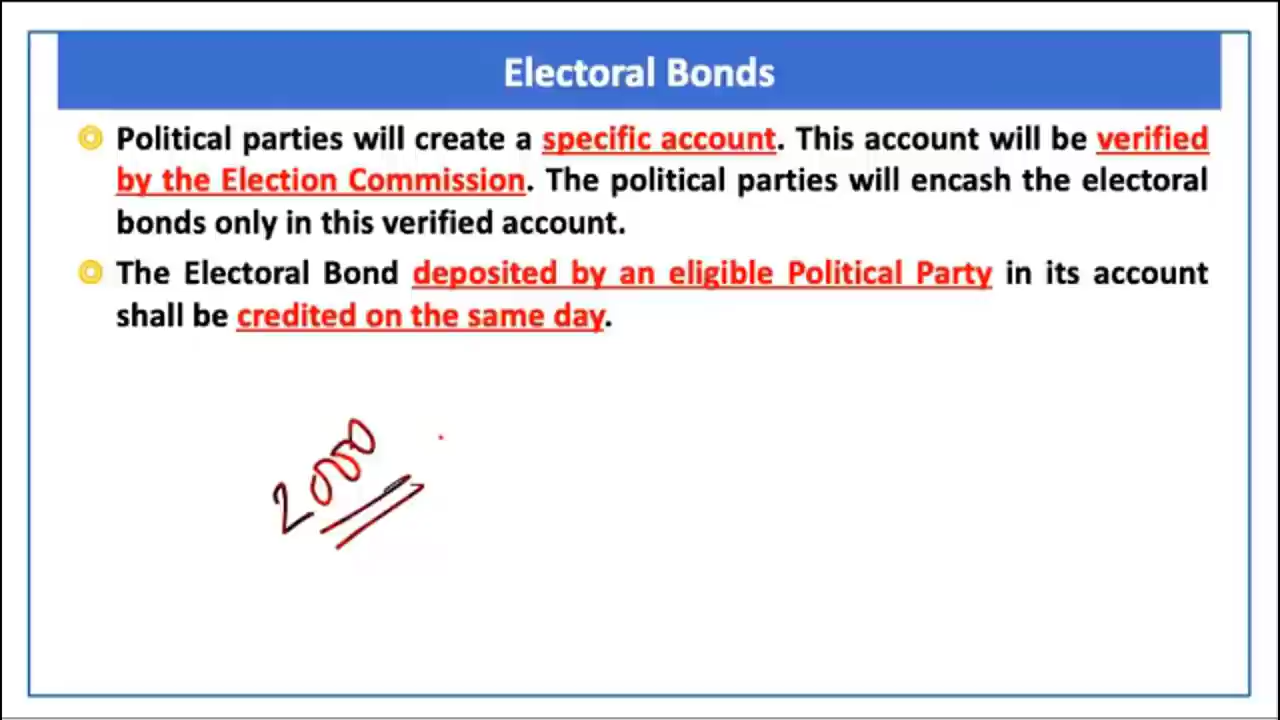 Electoral Bonds
Political parties will create a specific account. This account will be verified
by the Election Commission. The political parties will encash the electoral
bonds only in this verified account.
The Electoral Bond deposited by an eligible Political Party in its account
shall be credited on the same day.
2000